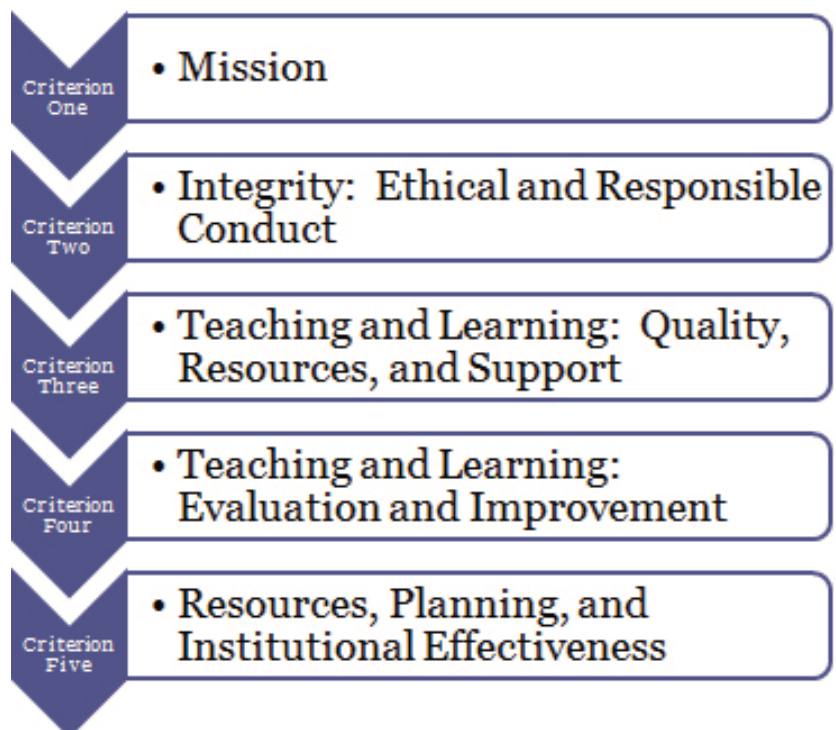 Criterion
One
• Mission
Criterion
Two
• Integrity:  Ethical and Responsible
Conduct
Criterion
Three
• Teaching and Learning:  Quality,
Resources, and Support
Criterion
Four
• Teaching and Learning:
Evaluation and Improvement
Criterion
Five
• Resources, Planning, and
Institutional Effectiveness